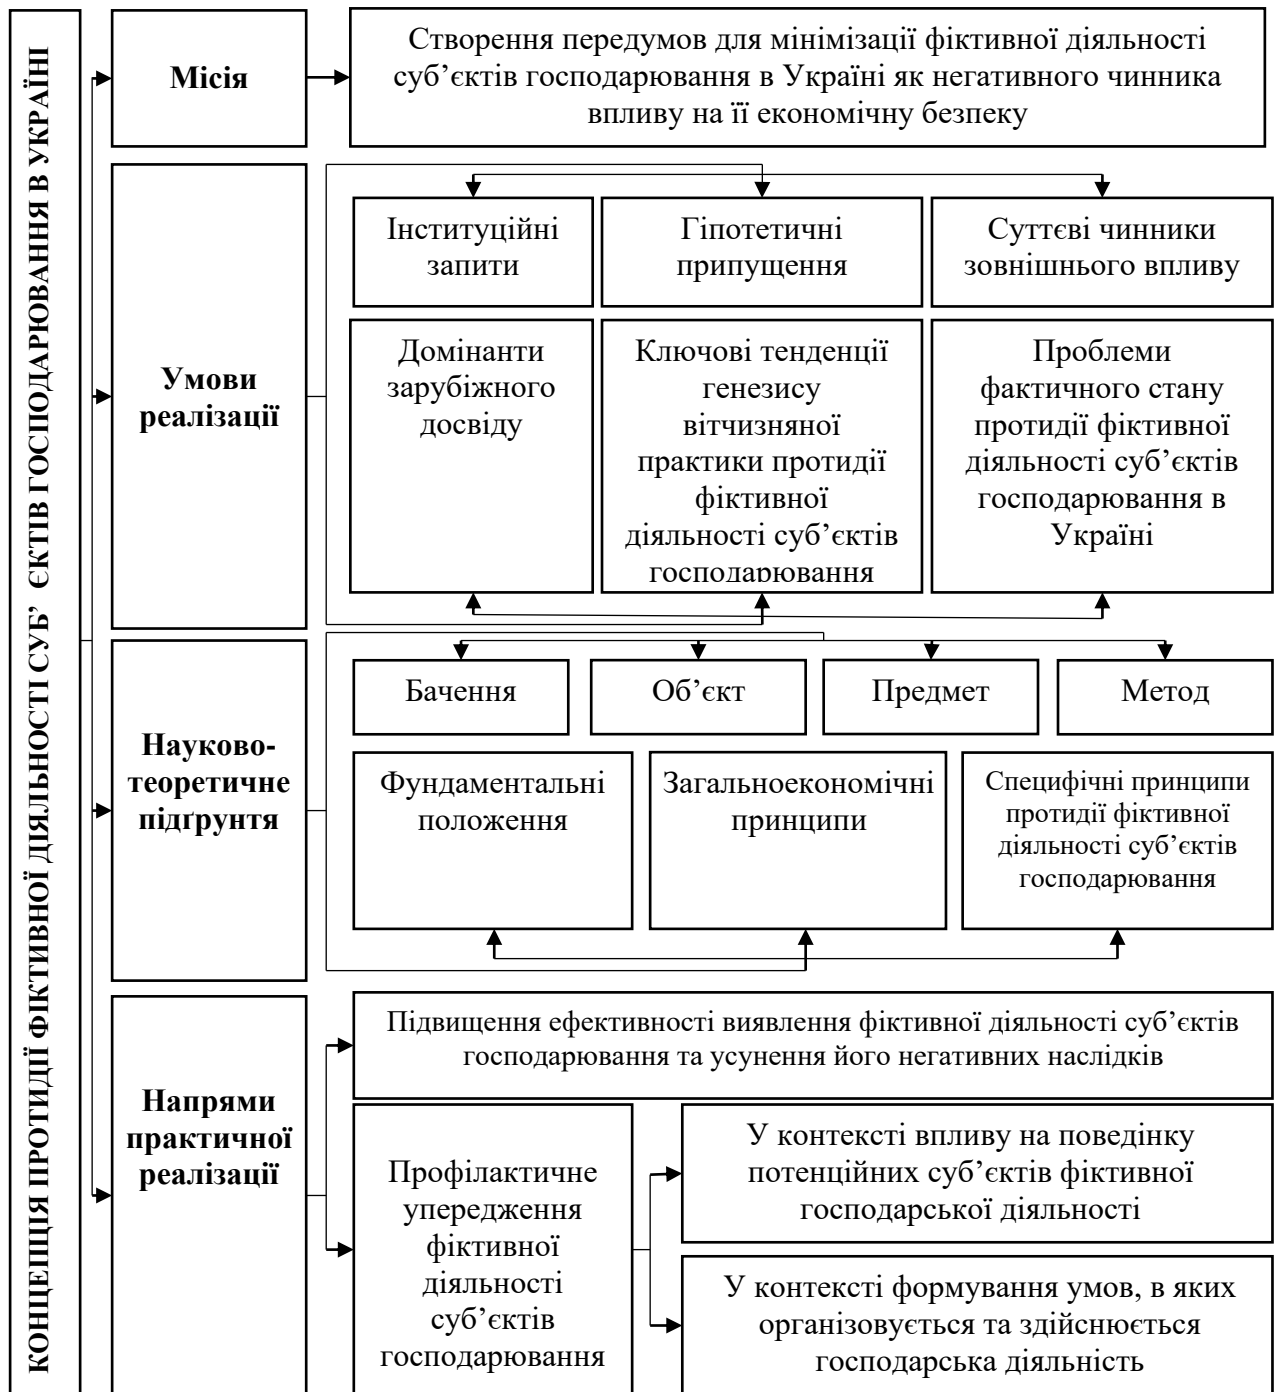 КОНЦЕПЦІЯ ПРОТИДІЇ ФІКТИВНОЇ ДІЯЛЬНОСТІ СУБ’ ЄКТІВ ГОСПОДАРЮВАННЯ В УКРАЇНІ
Місія
Створення передумов для мінімізації фіктивної діяльності
суб’єктів господарювання в Україні як негативного чинника
впливу на її економічну безпеку
Умови
реалізації
Інституційні
запити
Гіпотетичні
припущення
Суттєві чинники
зовнішнього впливу
Домінанти
зарубіжного
досвіду
Ключові тенденції
генезису
вітчизняної
практики протидії
фіктивної
діяльності суб’єктів
господарювання
Проблеми
фактичного стану
протидії фіктивної
діяльності суб’єктів
господарювання в
Україні
Науково-
теоретичне
підґрунтя
Бачення
Об’єкт
Предмет
Метод
Фундаментальні
положення
Загальноекономічні
принципи
Специфічні принципи
протидії фіктивної
діяльності суб’єктів
господарювання
Напрями
практичної
реалізації
Підвищення ефективності виявлення фіктивної діяльності суб’єктів
господарювання та усунення його негативних наслідків
Профілактичне
упередження
фіктивної
діяльності
суб’єктів
господарювання
У контексті впливу на поведінку
потенційних суб’єктів фіктивної
господарської діяльності
У контексті формування умов, в яких
організовується та здійснюється
господарська діяльність